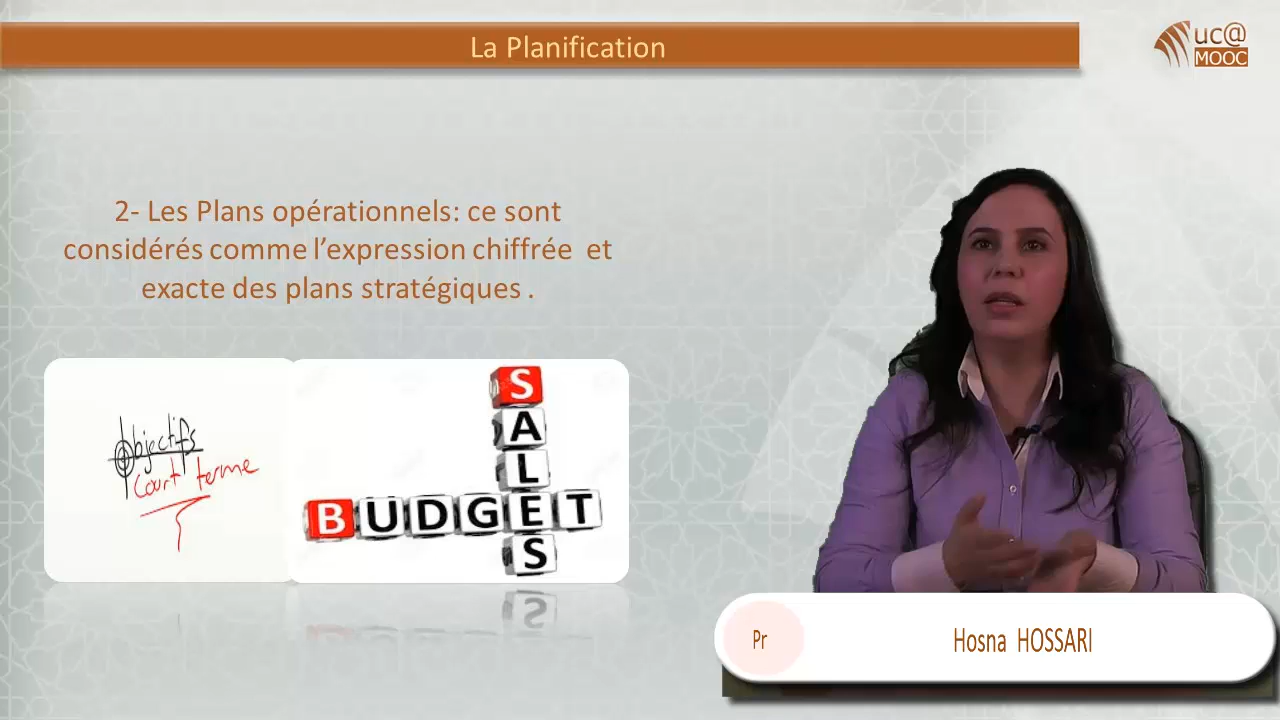 La Planification
uc@
MOOC
2- Les Plans opérationnels: ce sont
considérés comme l’expression chiffrée et
exacte des plans stratégiques .
Objectifs
Court terme
SALES
BUDGET
Pr
Hosna HOSSARI